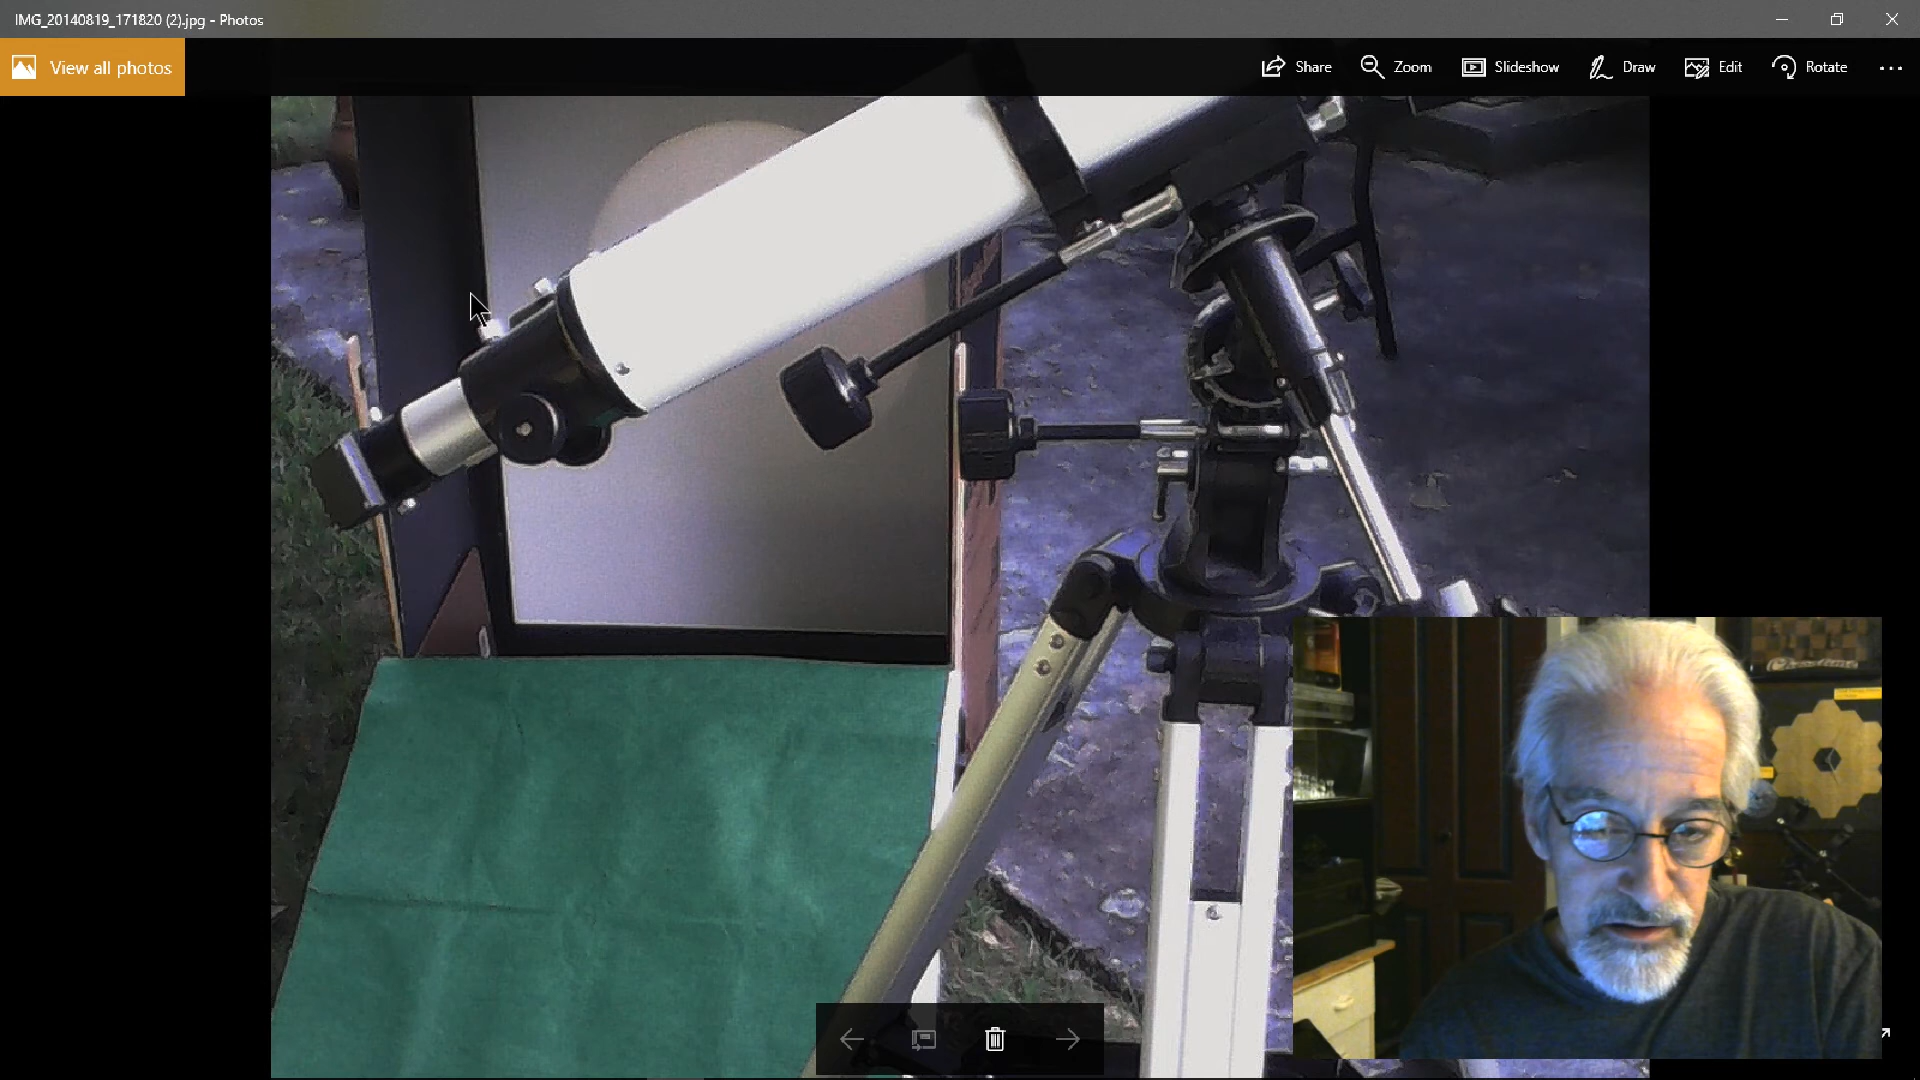 IMG_20140819_171820 (2).jpg - Photos
View all photos
Share
Zoom
Slideshow
Draw
Edit
Rotate